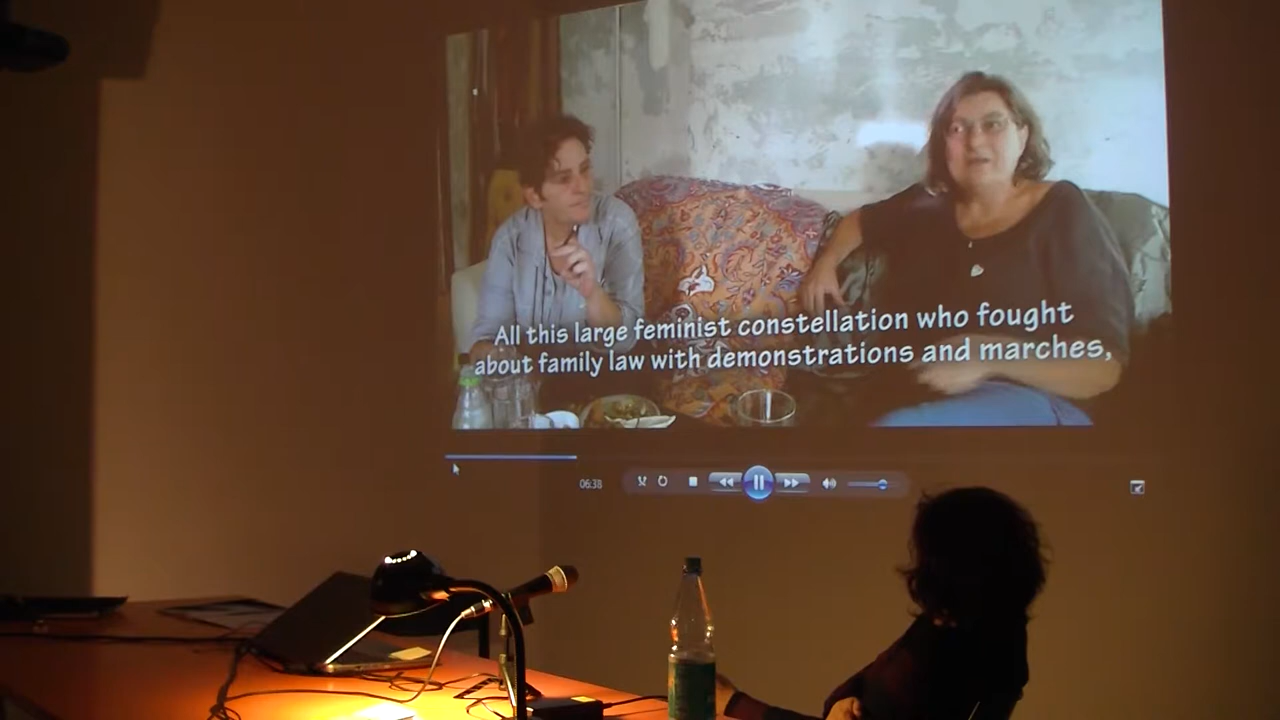 All this large feminist constellation who fought
about family law with demonstrations and marches,
06:38